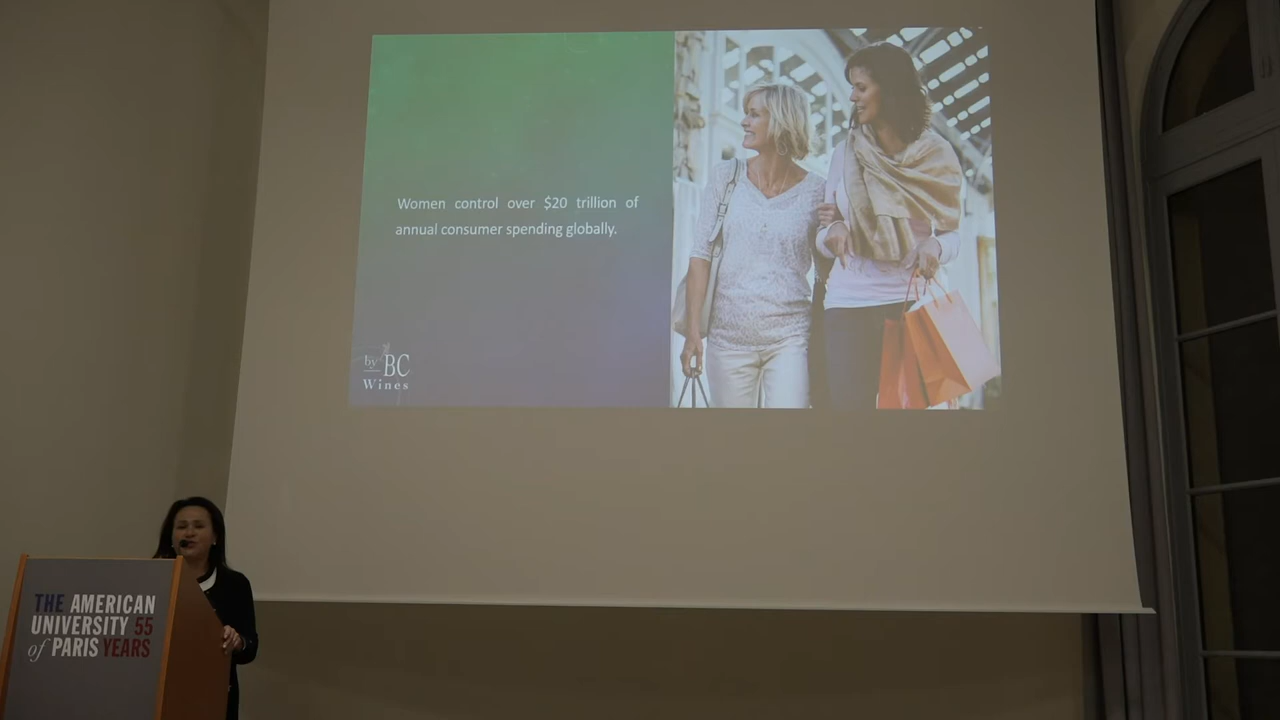 Women control over $20 trillion of
annual consumer spending globally.
by BC
Wines
THE AMERICAN
UNIVERSITY 55
of PARIS YEARS